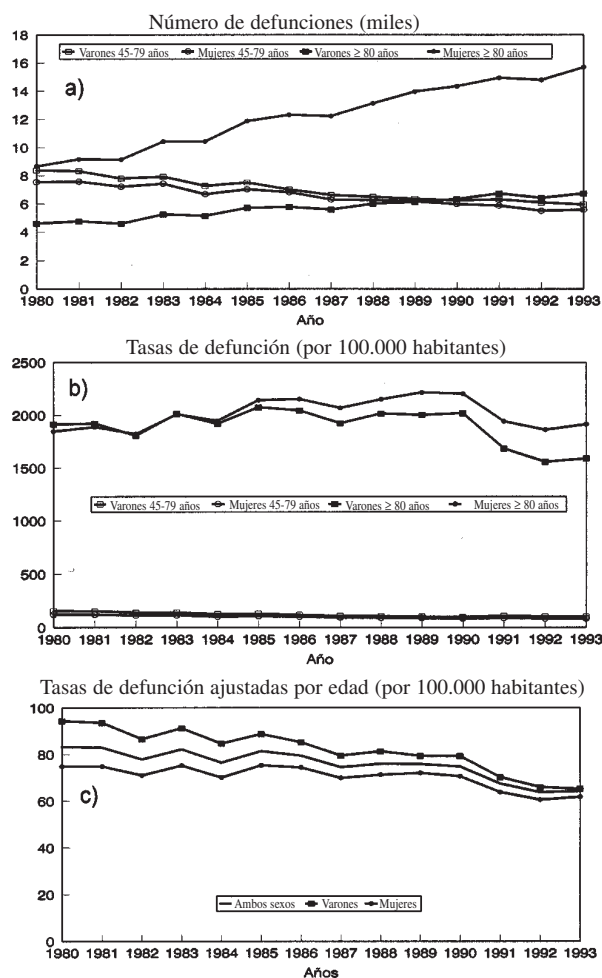 Número de defunciones (miles)
18
Varones 45-79 años Mujeres 45-79 años Varones ≥ 80 años Mujeres ≥ 80 años
16
a)
14
12
10
8
6
4
2
0
1980 1981 1982 1983 1984 1985 1986 1987 1988 1989 1990 1991 1992 1993
Año
Tasas de defunción (por 100.000 habitantes)
2500
b)
2000
1500
Varones 45-79 años Mujeres 45-79 años Varones ≥ 80 años Mujeres ≥ 80 años
1000
500
0
1980 1981 1982 1983 1984 1985 1986 1987 1988 1989 1990 1991 1992 1993
Año
Tasas de defunción ajustadas por edad (por 100.000 habitantes)
100
80
60
c)
40
20
Ambos sexos Varones Mujeres
0
1980 1981 1982 1983 1984 1985 1986 1987 1988 1989 1990 1991 1992 1993
Años